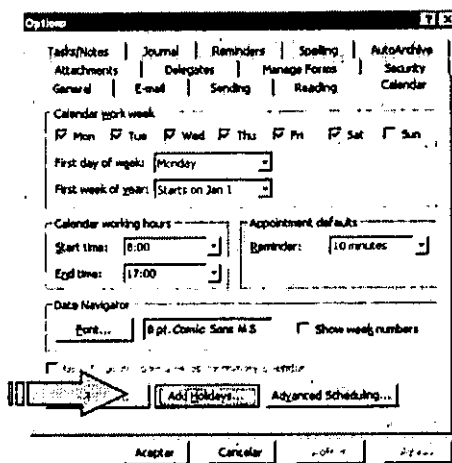 Options
Tasks/Notes Journal Reminders Spelling AutoArchive
Attachments Delegates Manage Forms Security
General E-mail Sending Reading Calendar
Calendar work week
Mon Tue Wed Thu Fri Sat Sun
First day of week: Monday
First week of year: Starts on Jan 1
Calendar working hours Appointment defaults
Start time: 8:00 Reminder: 10 minutes
End time: 17:00
Date Navigator
Font... 8 pt. Comic Sans MS Show week numbers
Add Holidays... Advanced Scheduling...
Aceptar Cancelar